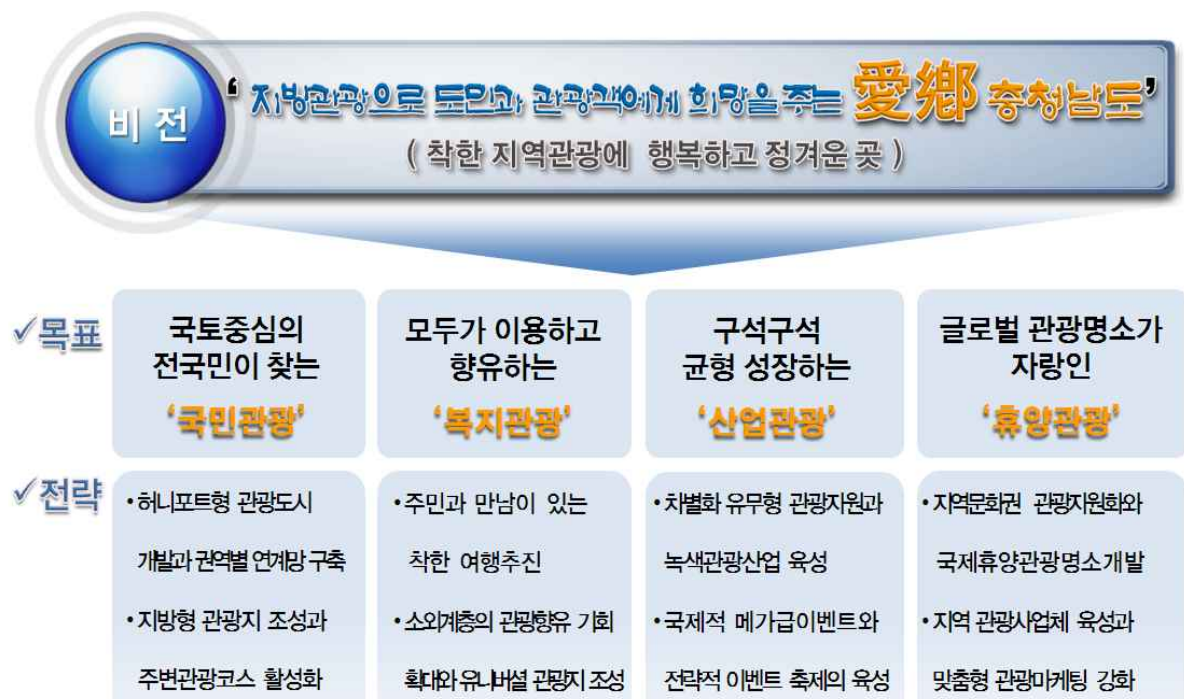 비 전
‘ 지방관광으로 도민과 관광객에게 희망을 주는 愛鄕 충청남도’
( 착한 지역관광에 행복하고 정겨운 곳 )
✓목표
국토중심의
전국민이 찾는
‘국민관광’
모두가 이용하고
향유하는
‘복지관광’
구석구석
균형 성장하는
‘산업관광’
글로벌 관광명소가
자랑인
‘휴양관광’
✓전략
•허니포트형 관광도시
개발과 권역별 연계망 구축
•지방형 관광지 조성과
주변관광코스 활성화
•주민과 만남이 있는
착한 여행추진
•소외계층의 관광향유 기회
확대와 유니버설 관광지 조성
•차별화 유무형 관광자원과
녹색관광산업 육성
•국제적 메가급이벤트와
전략적 이벤트 축제의 육성
•지역문화권 관광자원화와
국제휴양관광명소개발
•지역 관광사업체 육성과
맞춤형 관광마케팅 강화